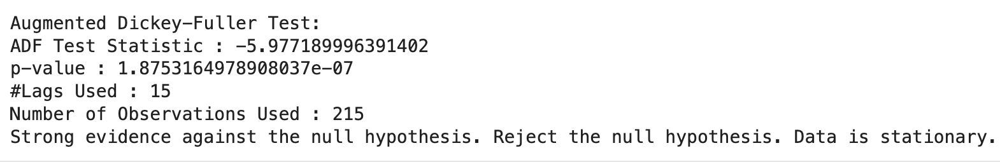 Augmented Dickey-Fuller Test:
ADF Test Statistic : -5.977189996391402
p-value : 1.8753164978908037e-07
#Lags Used : 15
Number of Observations Used : 215
Strong evidence against the null hypothesis. Reject the null hypothesis. Data is stationary.